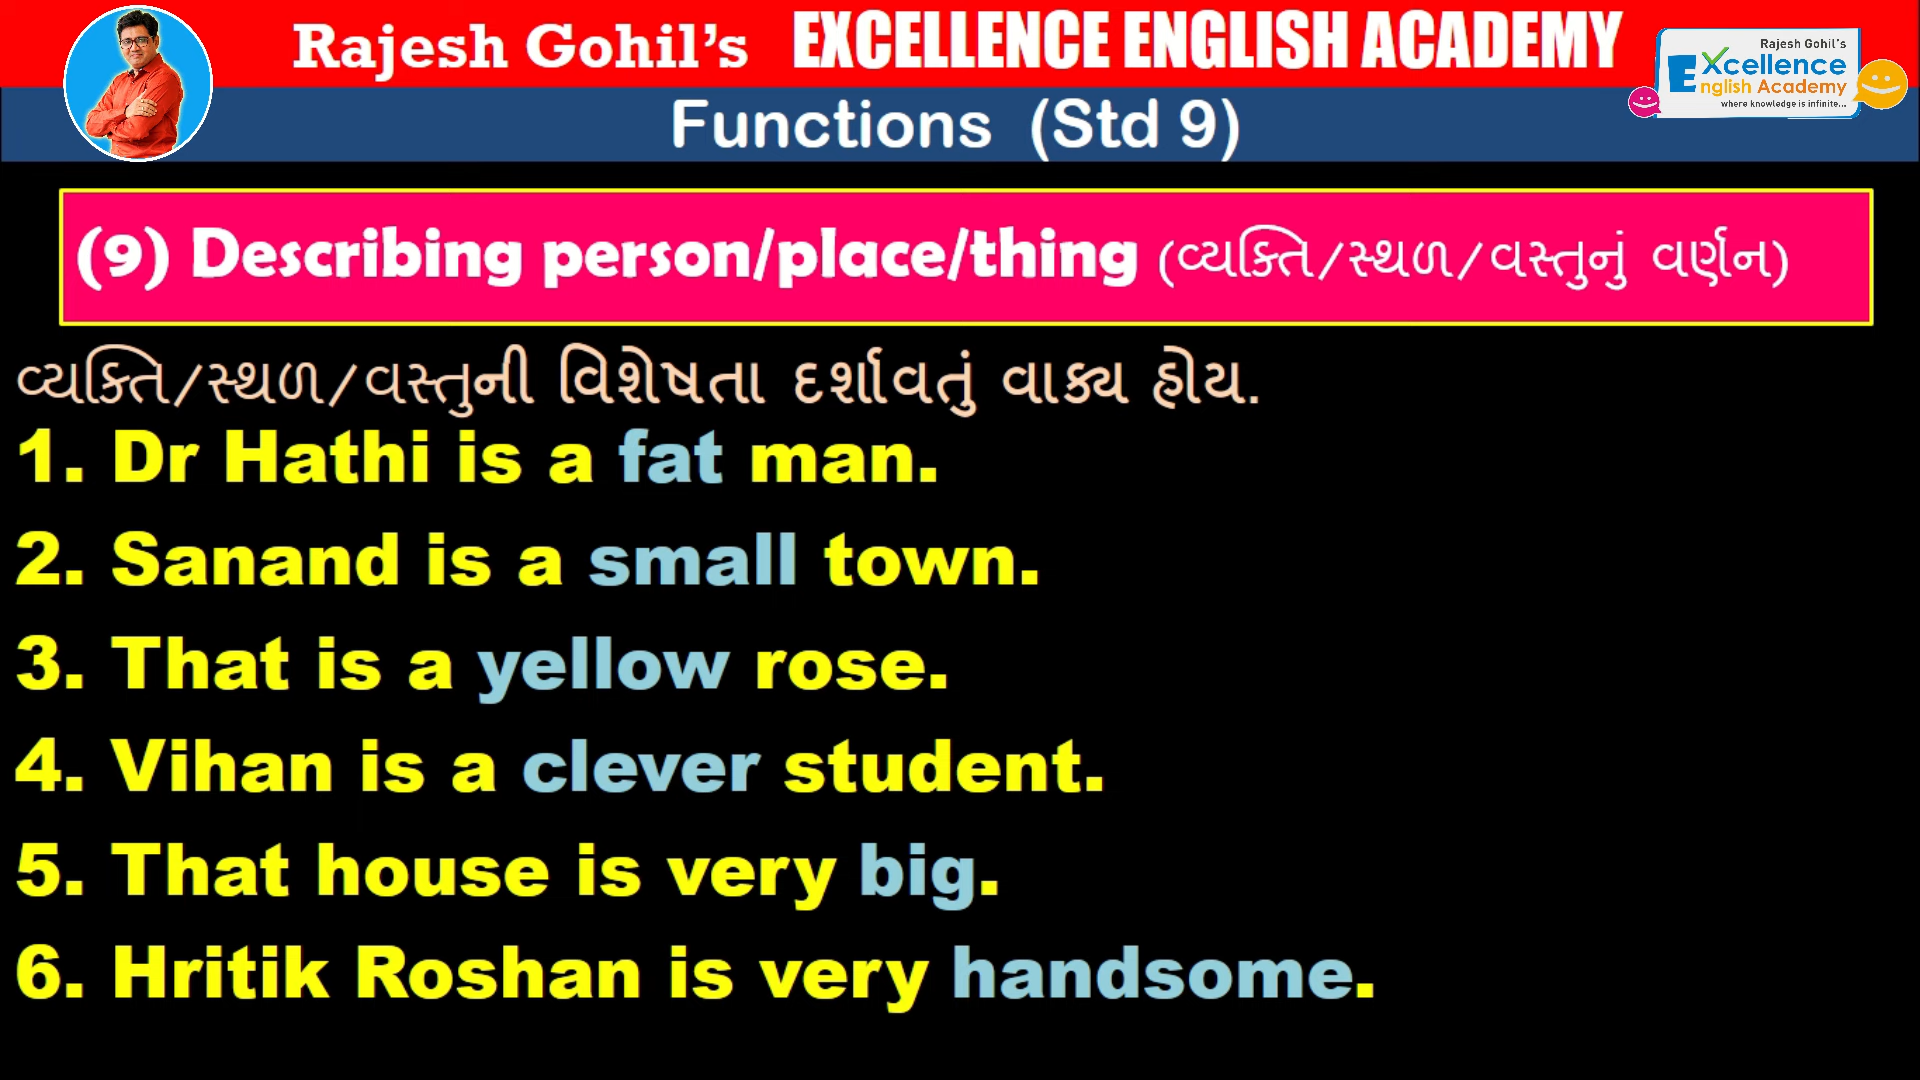 Rajesh Gohil’s EXCELLENCE ENGLISH ACADEMY
Rajesh Gohil's
Excellence
English Academy
where knowledge is infinite...
Functions (Std 9)
(9) Describing person/place/thing (વ્યક્તિ/સ્થળ/વસ્તુનું વર્ણન)
વ્યક્તિ/સ્થળ/વસ્તુની વિશેષતા દર્શાવતું વાક્ય હોય.
1. Dr Hathi is a fat man.
2. Sanand is a small town.
3. That is a yellow rose.
4. Vihan is a clever student.
5. That house is very big.
6. Hritik Roshan is very handsome.